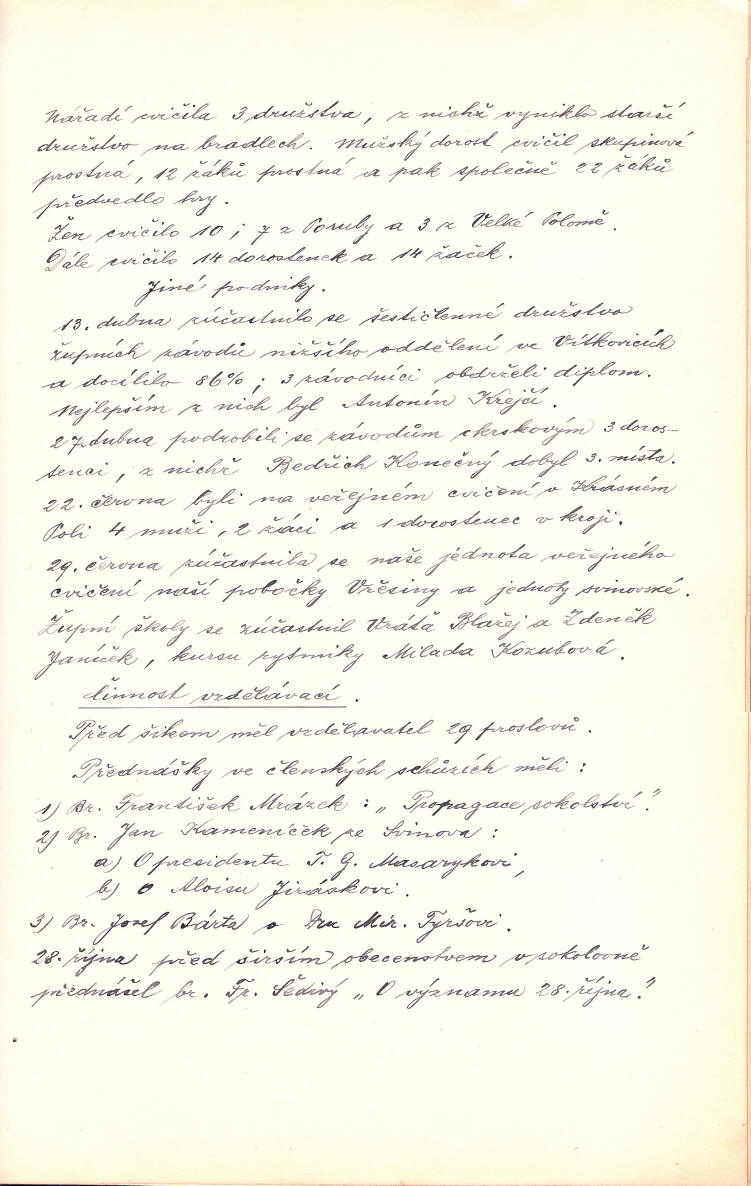 Nářadí cvičila 3 družstva, z nichž vyniklo starší
družstvo na bradlech. Mužský dorost cvičil skupinová
prostná, 12 žáků prostná a pak společně 22 žáků
předvedlo hry.
Žen cvičilo 10; 7 z Poruby a 3 z Velké Polomě.
Dále cvičilo 14 dorostenek a 14 žaček.
Jiné podniky.
13. dubna zúčastnilo se šestičlenné družstvo
župních závodů nižšího oddělení ve Vítkovicích
a docílilo 86%; 3 závodníci obdrželi diplom.
Nejlepším z nich byl Antonín Krejčí.
27. dubna podrobili se závodům okrskovým 3 doros-
tenci, z nichž Bedřich Konečný dobyl 3. místa.
22. června byli na veřejném cvičení v Krásném
Poli 4 muži, 2 žáci a 1 dorostenec v kroji.
29. června zúčastnila se naše jednota veřejného
cvičení naší pobočky Vřesiny a jednoty svinovské.
Župní školy se zúčastnil Vráťa Blažej a Zdeněk
Janíček, kursu rytmiky Milada Kozubová.
Činnost vzdělávací.
Před šikem měl vzdělavatel 29 proslovů.
Přednášky ve členských schůzích měli:
1) Br. František Mrázek: „Propagace sokolství".
2) Br. Jan Kameníček ze Svinova:
a) O presidentu T. G. Masarykovi,
b) o Aloisu Jiráskovi.
3) Br. Josef Bárta o Dru Mir. Tyršovi.
28. října před širším obecenstvem v sokolovně
přednášel br. Fr. Šedivý „O významu 28. října."